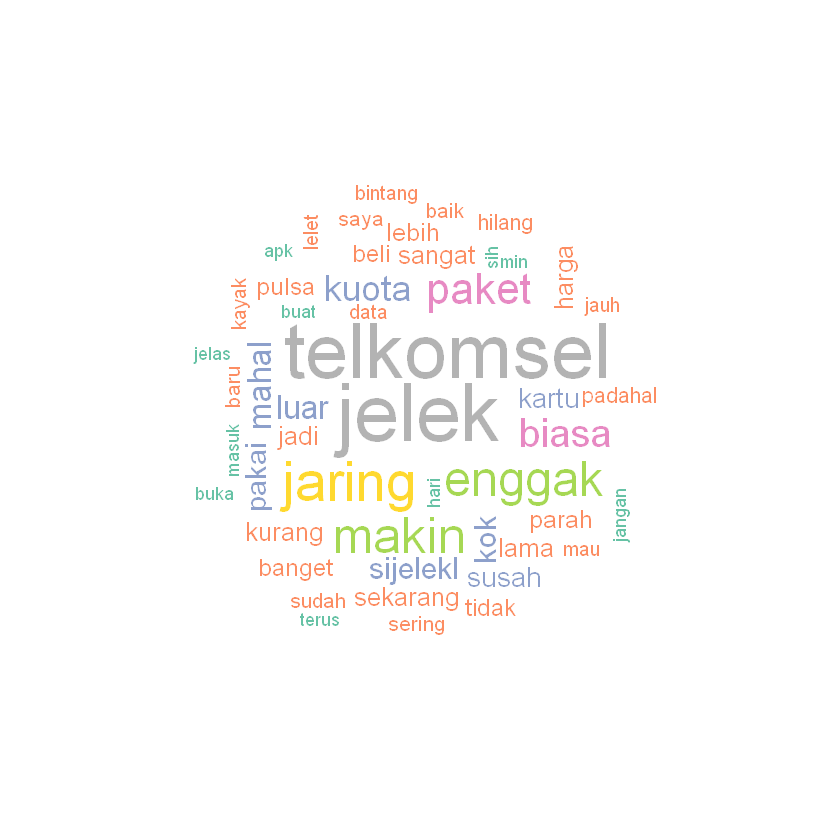 bintang
saya
baik
hilang
lelet
lebih
apk
beli
sangat
sih
min
harga
kayak
pulsa
kuota
paket
jauh
buat
data
jelas
telkomsel
mahal
baru
luar
jelek
kartu
padahal
masuk
jadi
biasa
buka
pakai
jaring
hari
enggak
jangan
kurang
makin
kok
parah
lama
mau
banget
sijelekl
susah
sudah
sekarang
tidak
terus
sering